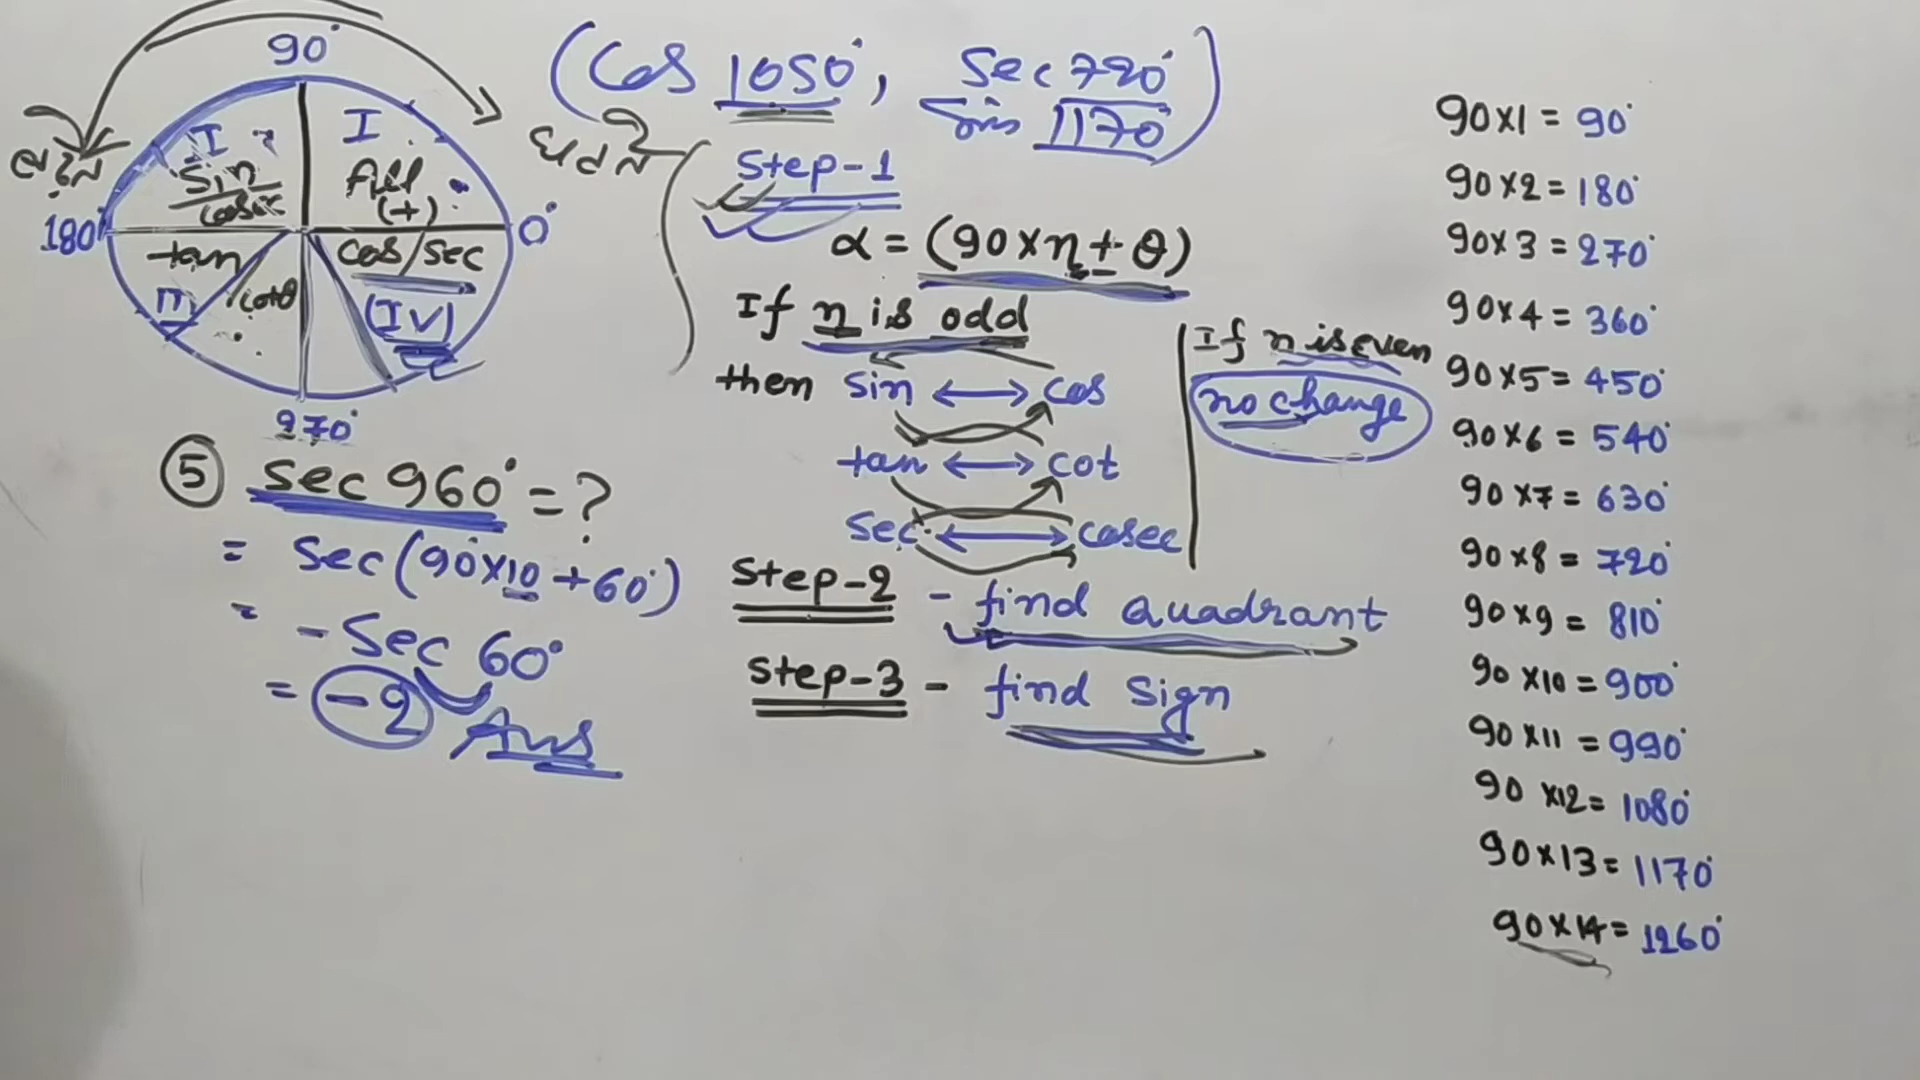 90°
I
All
(+)
I
Sin
cosec
180°
0°
tan
cotθ
III
cos/sec
(IV)
270°
(Cos 1050°, Sec 720°
Sin 1170°)
Step-1
α = (90×n ± θ)
If n is odd
then sin ↔ cos
tan ↔ cot
sec ↔ cosec
If n is even
no change
Step-2 - find quadrant
Step-3 - find sign
⑤ sec 960° = ?
= sec (90°×10 + 60°)
= - sec 60°
= -2 Ans
90×1 = 90°
90×2 = 180°
90×3 = 270°
90×4 = 360°
90×5 = 450°
90×6 = 540°
90×7 = 630°
90×8 = 720°
90×9 = 810°
90×10 = 900°
90×11 = 990°
90×12 = 1080°
90×13 = 1170°
90×14 = 1260°